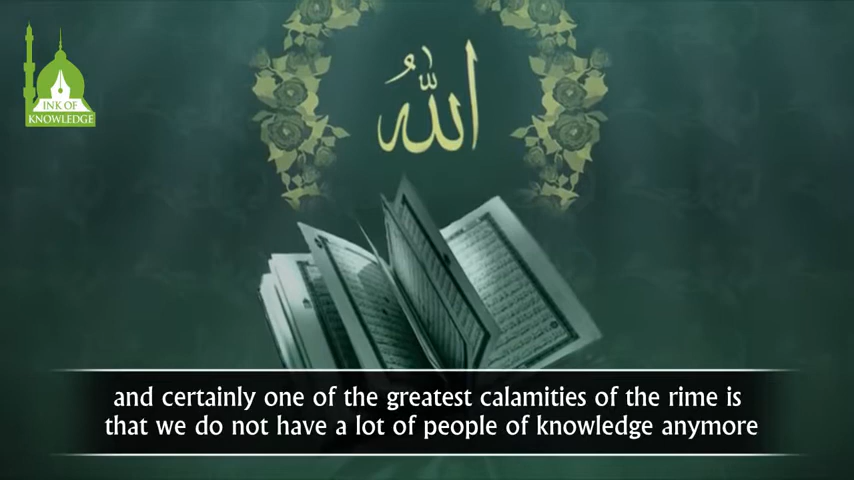 الله
INK OF
KNOWLEDGE
and certainly one of the greatest calamities of the rime is
that we do not have a lot of people of knowledge anymore